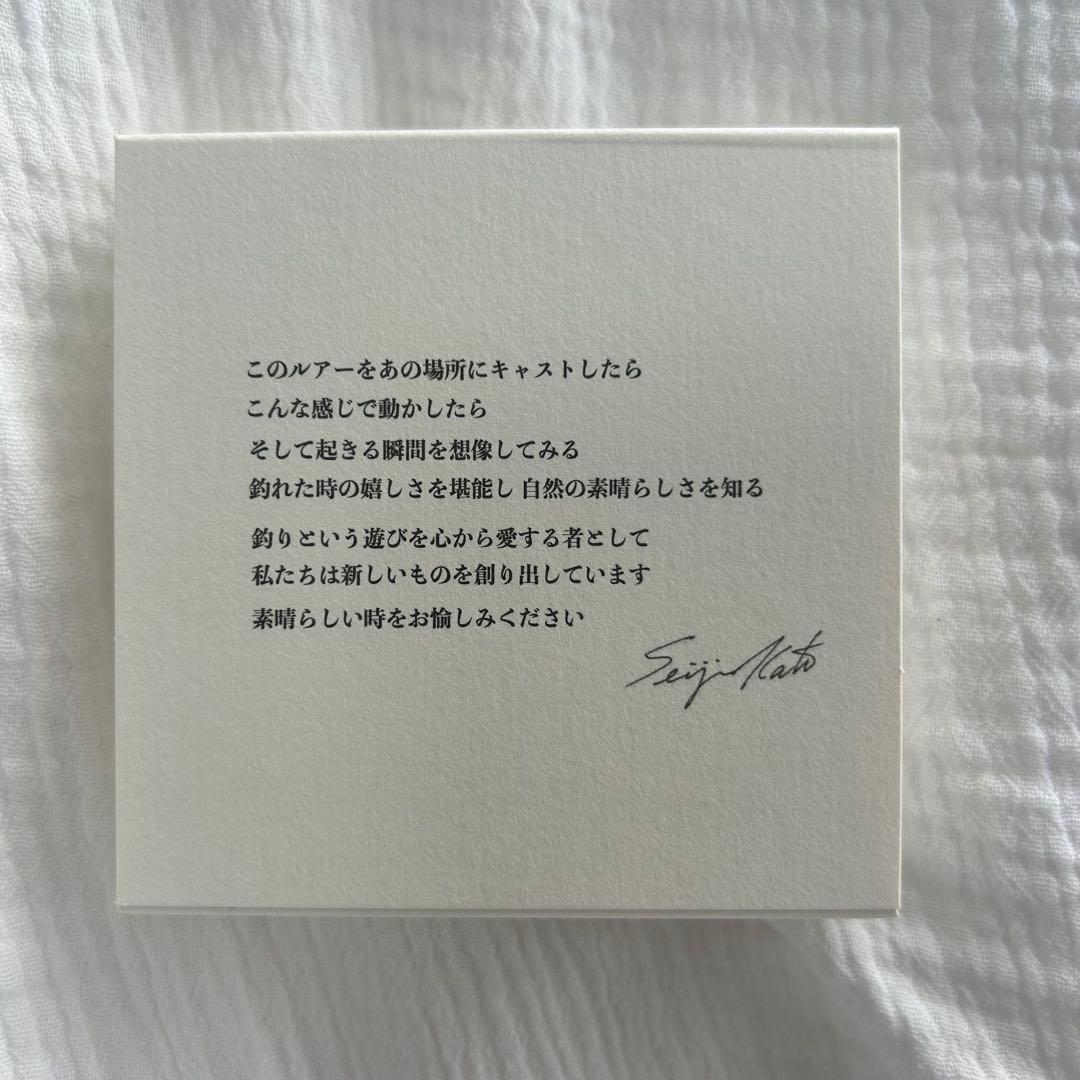 このルアーをあの場所にキャストしたら
こんな感じで動かしたら
そして起きる瞬間を想像してみる
釣れた時の嬉しさを堪能し 自然の素晴らしさを知る
釣りという遊びを心から愛する者として
私たちは新しいものを創り出しています
素晴らしい時をお愉しみください
Seiji Kato